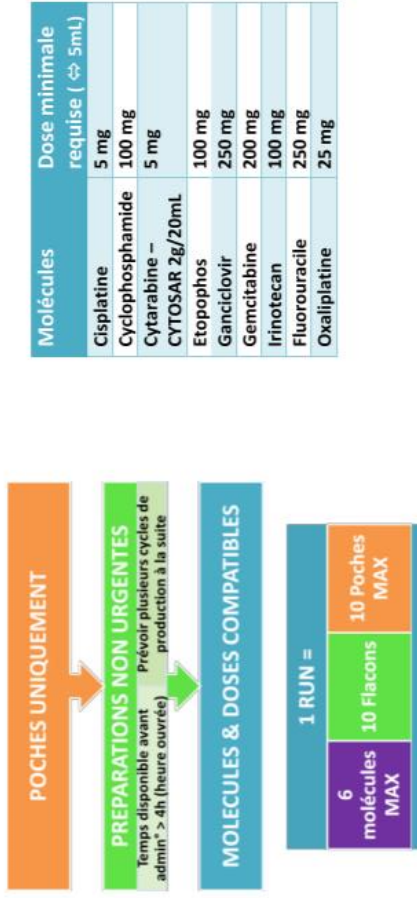 POCHES UNIQUEMENT
PREPARATIONS NON URGENTES
Temps disponible avant
admin° > 4h (heure ouvrée)
Prévoir plusieurs cycles de
production à la suite
MOLECULES & DOSES COMPATIBLES
1 RUN =
6
molécules
MAX
10 Flacons
10 Poches
MAX
Molécules
Dose minimale
requise ( ⇔ 5mL)
Cisplatine 5 mg
Cyclophosphamide 100 mg
Cytarabine – 5 mg
CYTOSAR 2g/20mL
Etopophos 100 mg
Ganciclovir 250 mg
Gemcitabine 200 mg
Irinotecan 100 mg
Fluorouracile 250 mg
Oxaliplatine 25 mg